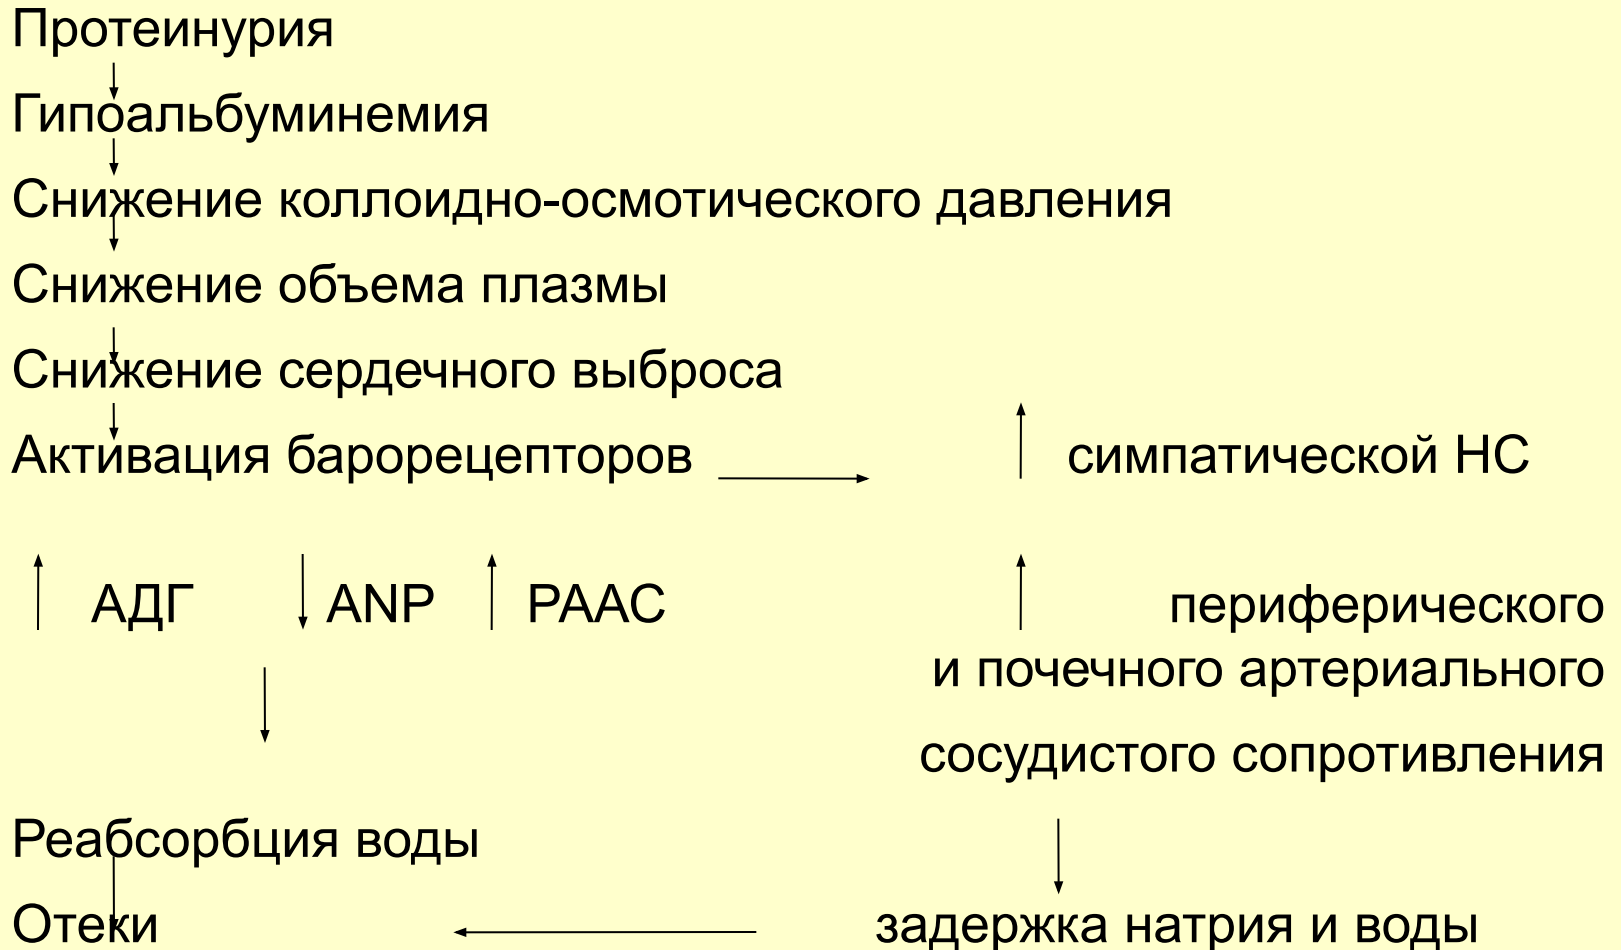 Протеинурия
Гипоальбуминемия
Снижение коллоидно-осмотического давления
Снижение объема плазмы
Снижение сердечного выброса
Активация барорецепторов симпатической НС
АДГ ANP РААС периферического
и почечного артериального
сосудистого сопротивления
Реабсорбция воды
Отеки задержка натрия и воды